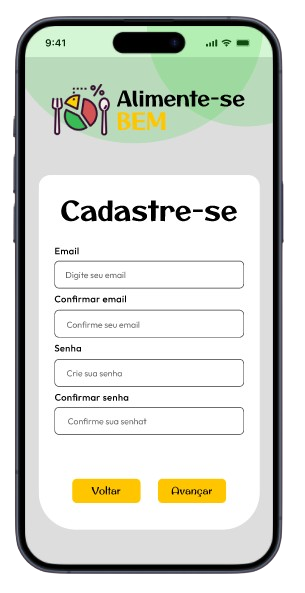 9:41
%
Alimente-se
BEM
Cadastre-se
Email
Digite seu email
Confirmar email
Confirme seu email
Senha
Crie sua senha
Confirmar senha
Confirme sua senhat
Voltar
Avançar